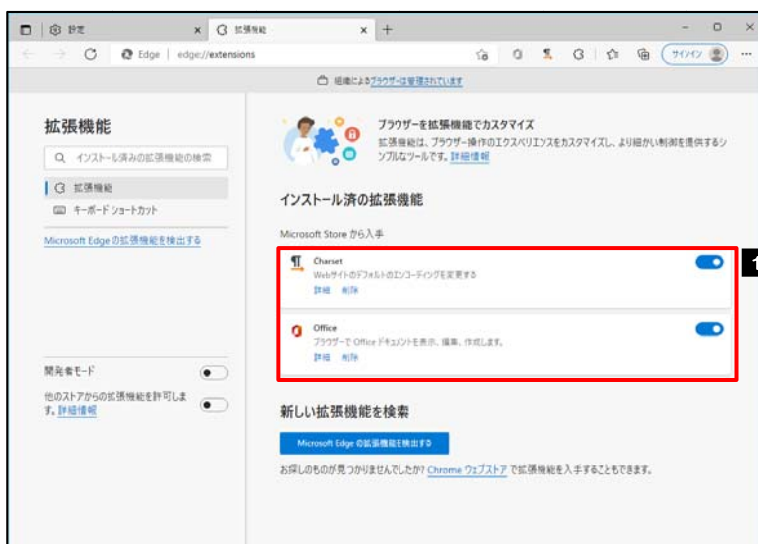 設定
拡張機能
Edge | edge://extensions
サインイン
組織によるブラウザーは管理されています
拡張機能
インストール済みの拡張機能の検索
拡張機能
キーボード ショートカット
Microsoft Edge の拡張機能を検出する
開発者モード
他のストアからの拡張機能を許可しま
す。詳細情報
ブラウザーを拡張機能でカスタマイズ
拡張機能は、ブラウザー操作のエクスペリエンスをカスタマイズし、より細かい制御を提供するシ
ンプルなツールです。詳細情報
インストール済の拡張機能
Microsoft Store から入手
Charset
Webサイトのデフォルトのエンコーディングを変更する
詳細 削除
1
Office
ブラウザーで Office ドキュメントを表示、編集、作成します。
詳細 削除
新しい拡張機能を検索
Microsoft Edge の拡張機能を検出する
お探しのものが見つかりませんでしたか? Chrome ウェブストア で拡張機能を入手することもできます。